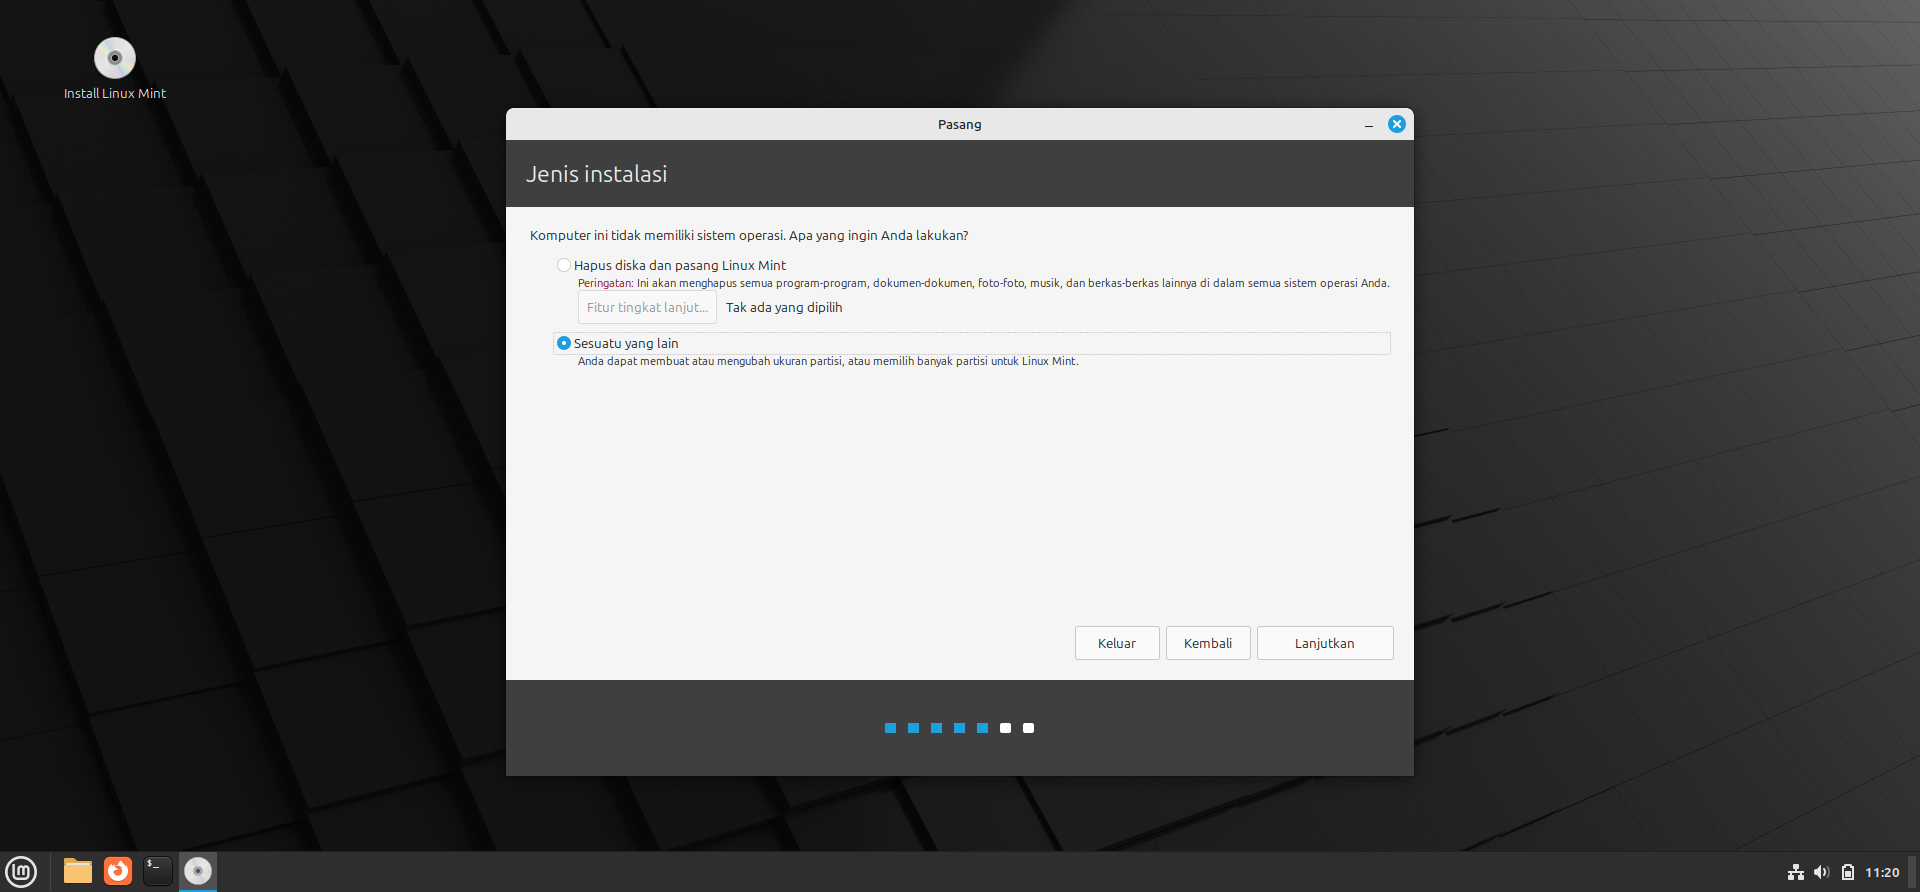 Install Linux Mint
Pasang
Jenis instalasi
Komputer ini tidak memiliki sistem operasi. Apa yang ingin Anda lakukan?
Hapus diska dan pasang Linux Mint
Peringatan: Ini akan menghapus semua program-program, dokumen-dokumen, foto-foto, musik, dan berkas-berkas lainnya di dalam semua sistem operasi Anda.
Fitur tingkat lanjut... Tak ada yang dipilih
Sesuatu yang lain
Anda dapat membuat atau mengubah ukuran partisi, atau memilih banyak partisi untuk Linux Mint.
Keluar Kembali Lanjutkan
$_
11:20